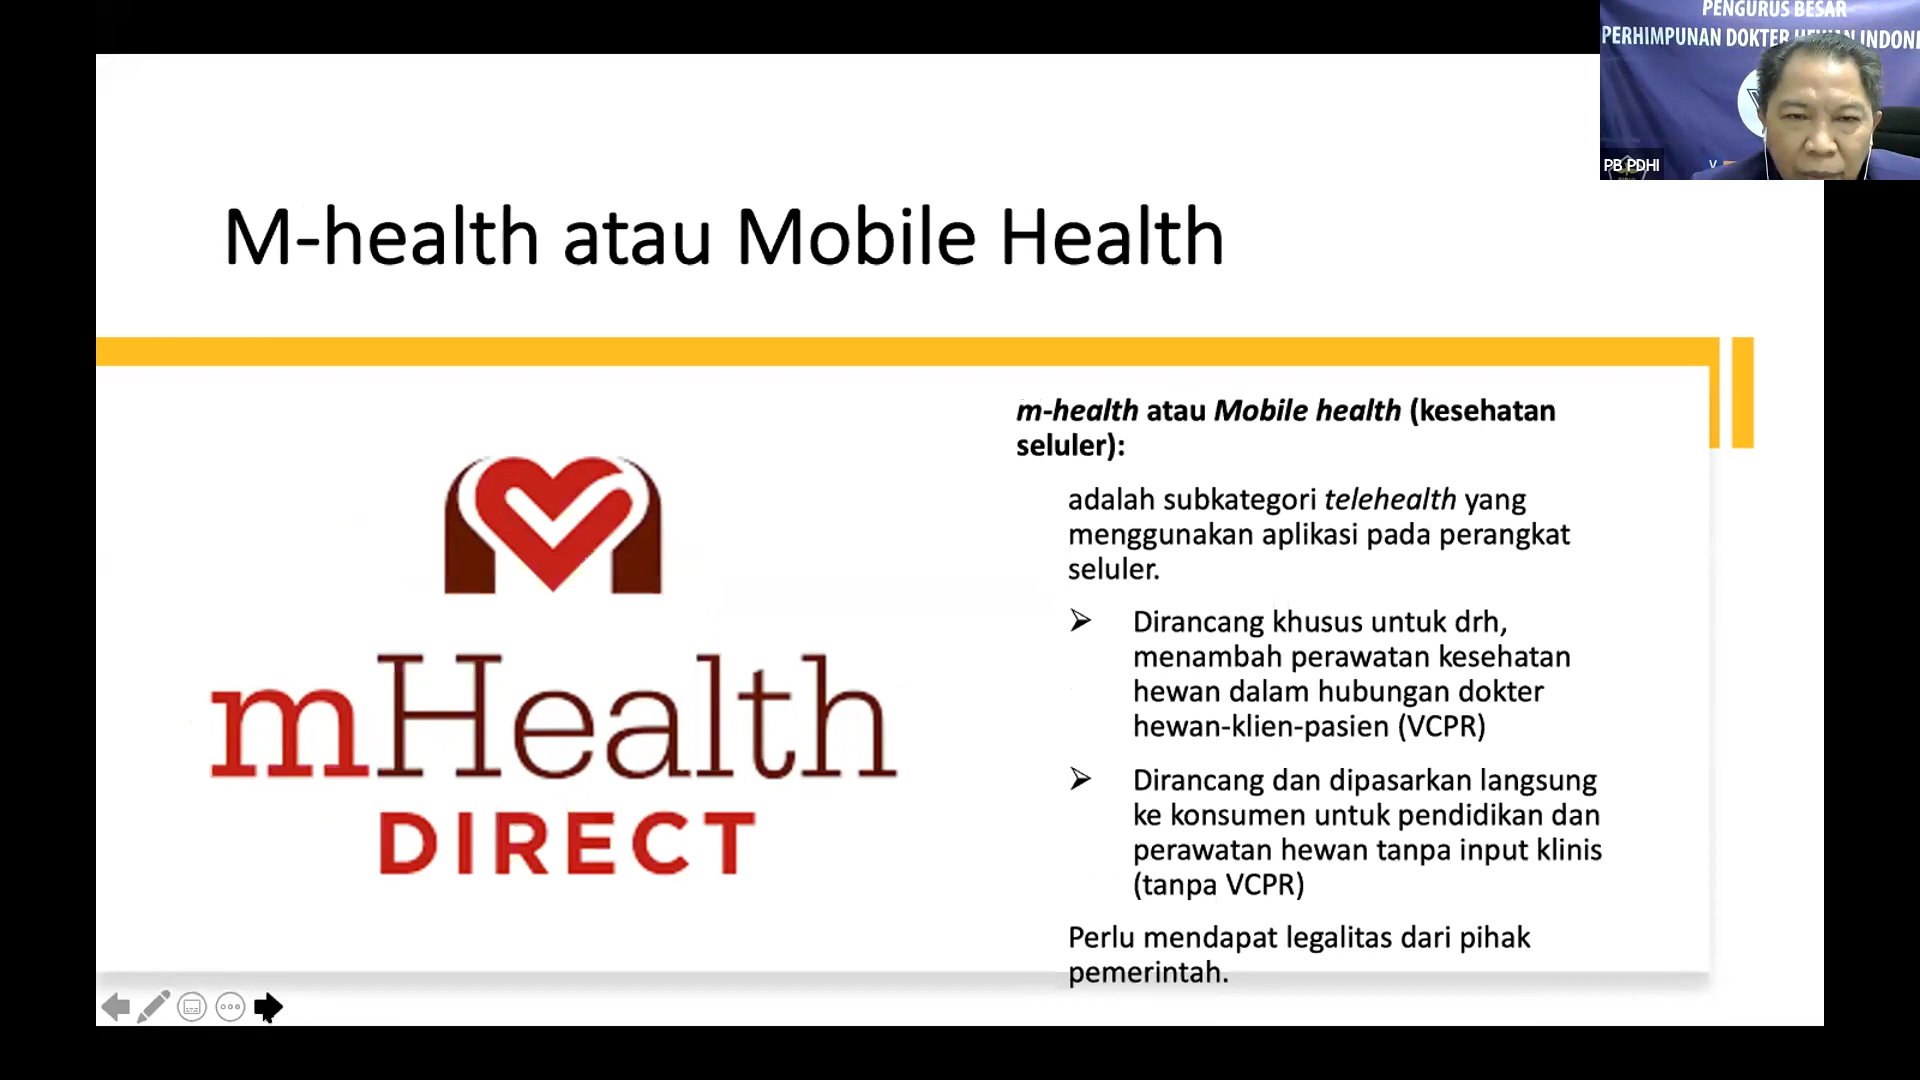 PENGURUS BESAR
PERHIMPUNAN DOKTER HEWAN INDON
PB PDHI
M-health atau Mobile Health
mHealth
DIRECT
m-health atau Mobile health (kesehatan
seluler):
adalah subkategori telehealth yang
menggunakan aplikasi pada perangkat
seluler.
➢ Dirancang khusus untuk drh,
menambah perawatan kesehatan
hewan dalam hubungan dokter
hewan-klien-pasien (VCPR)
➢ Dirancang dan dipasarkan langsung
ke konsumen untuk pendidikan dan
perawatan hewan tanpa input klinis
(tanpa VCPR)
Perlu mendapat legalitas dari pihak
pemerintah.